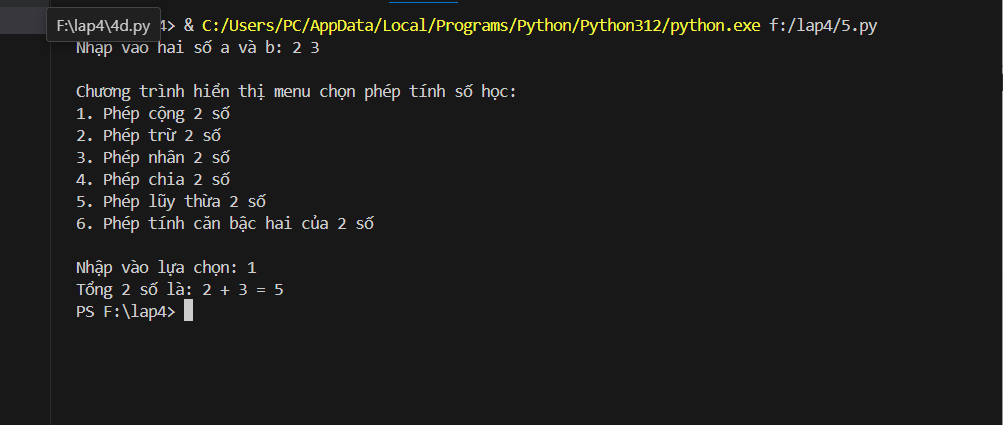 F:\lap4\4d.py 4> & C:/Users/PC/AppData/Local/Programs/Python/Python312/python.exe f:/lap4/5.py
Nhập vào hai số a và b: 2 3
Chương trình hiển thị menu chọn phép tính số học:
1. Phép cộng 2 số
2. Phép trừ 2 số
3. Phép nhân 2 số
4. Phép chia 2 số
5. Phép lũy thừa 2 số
6. Phép tính căn bậc hai của 2 số
Nhập vào lựa chọn: 1
Tổng 2 số là: 2 + 3 = 5
PS F:\lap4>